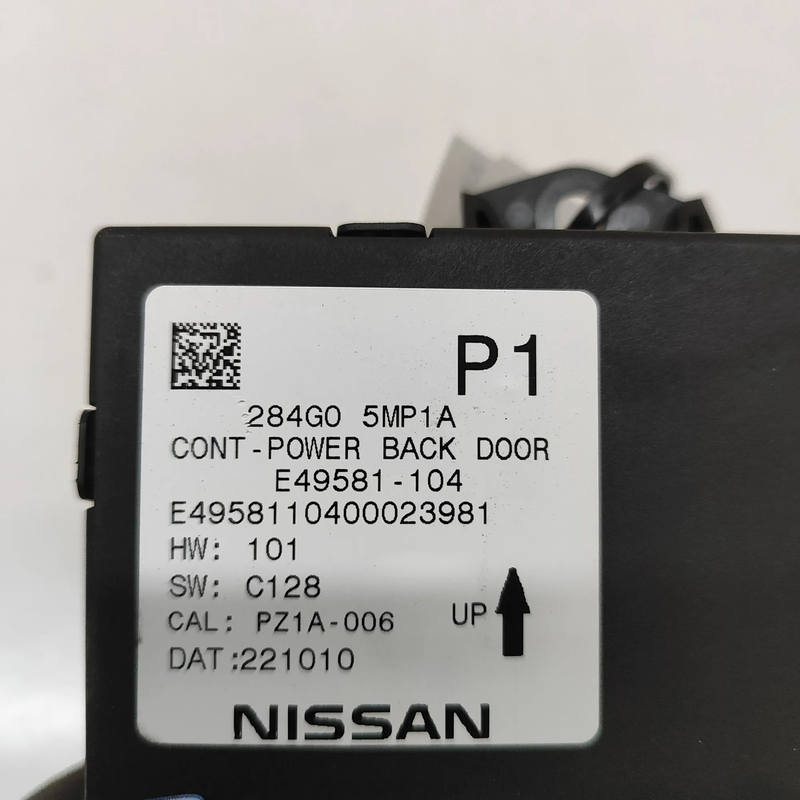 P1
284G0 5MP1A
CONT-POWER BACK DOOR
E49581-104
E4958110400023981
HW: 101
SW: C128
CAL: PZ1A-006
UP
DAT:221010
NISSAN